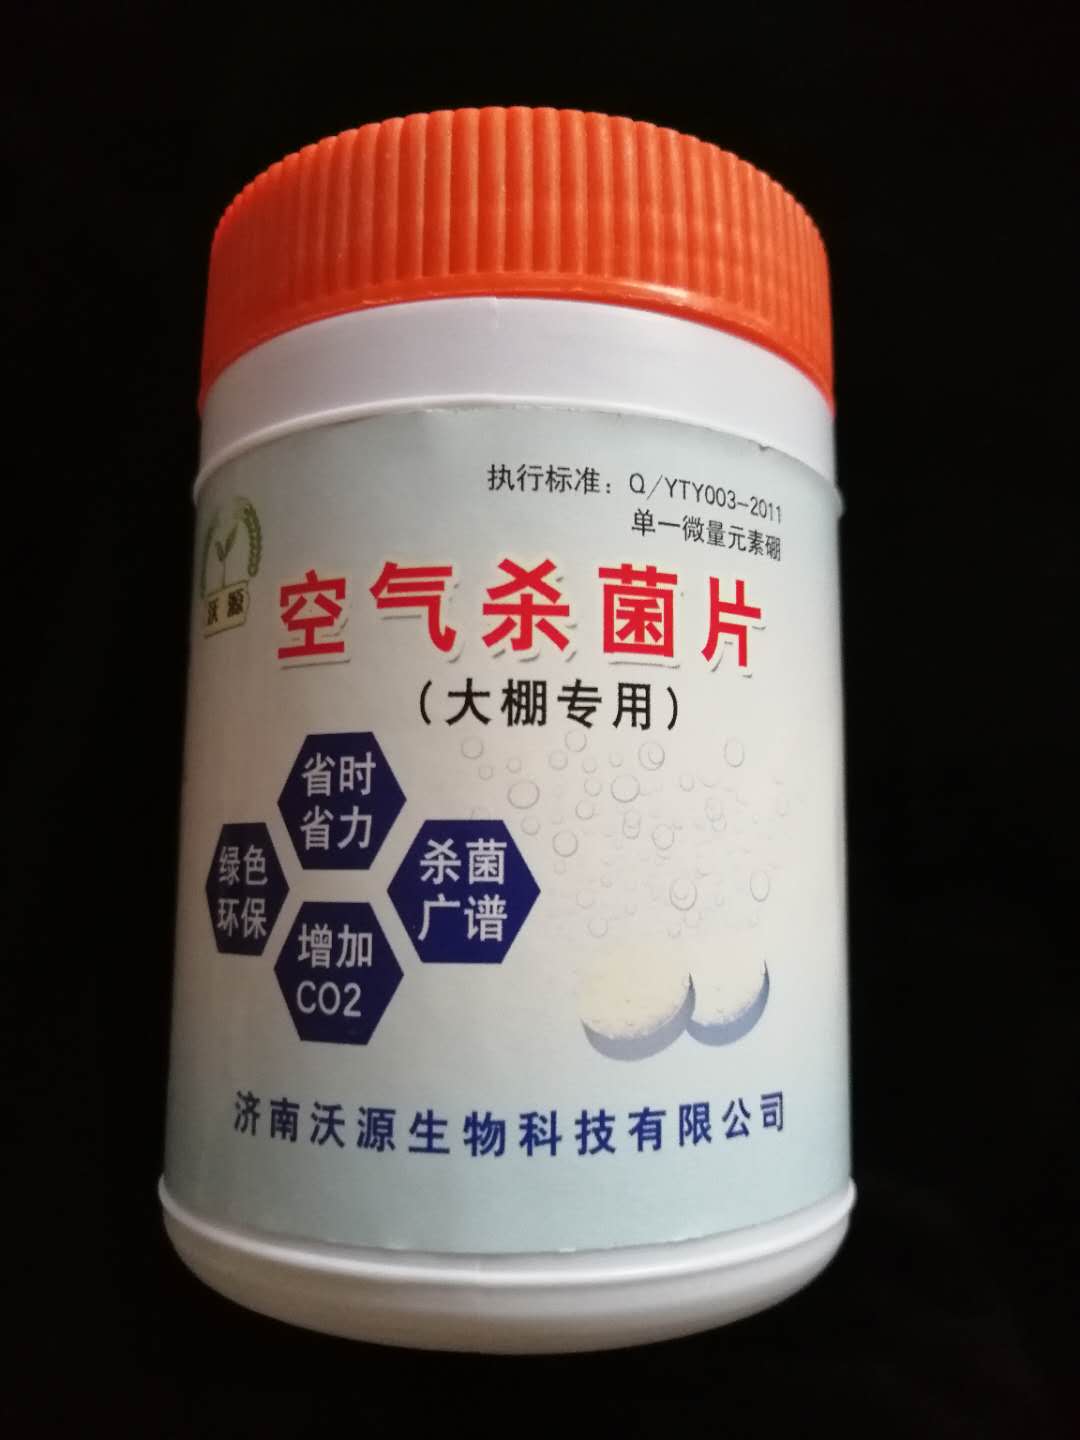 执行标准：Q/YTY003-2011
单一微量元素硼
沃源
空气杀菌片
（大棚专用）
省时
省力
绿色
环保
杀菌
广谱
增加
CO2
济南沃源生物科技有限公司